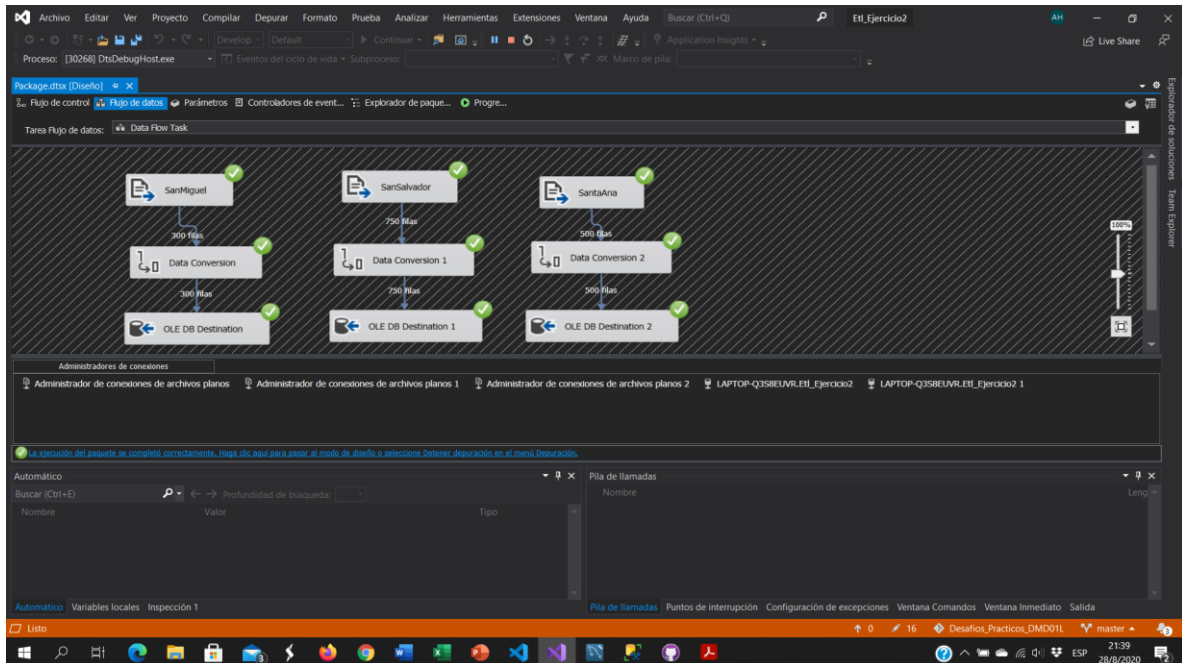 Archivo Editar Ver Proyecto Compilar Depurar Formato Prueba Analizar Herramientas Extensiones Ventana Ayuda Buscar (Ctrl+Q) Etl_Ejercicio2 AH
Develop Default Continuar Application Insights Live Share
Proceso: [30268] DtsDebugHost.exe Eventos del ciclo de vida Subproceso: Marco de pila:
Package.dtsx [Diseño]
Flujo de control Flujo de datos Parámetros Controladores de event... Explorador de paque... Progre...
Tarea Flujo de datos: Data Flow Task
Explorador de soluciones
Team Explorer
SanMiguel SanSalvador SantaAna
300 filas 750 filas 500 filas
100%
Data Conversion Data Conversion 1 Data Conversion 2
300 filas 750 filas 500 filas
OLE DB Destination OLE DB Destination 1 OLE DB Destination 2
Administradores de conexiones
Administrador de conexiones de archivos planos Administrador de conexiones de archivos planos 1 Administrador de conexiones de archivos planos 2 LAPTOP-Q3S8EUVR.Etl_Ejercicio2 LAPTOP-Q3S8EUVR.Etl_Ejercicio2 1
La ejecución del paquete se completó correctamente. Haga clic aquí para pasar al modo de diseño o seleccione Detener depuración en el menú Depuración.
Automático Pila de llamadas
Buscar (Ctrl+E) Profundidad de búsqueda: Nombre Leng
Nombre Valor Tipo
Automático Variables locales Inspección 1 Pila de llamadas Puntos de interrupción Configuración de excepciones Ventana Comandos Ventana Inmediato Salida
Listo 0 16 Desafios_Practicos_DMD01L master
ESP 21:39
28/8/2020